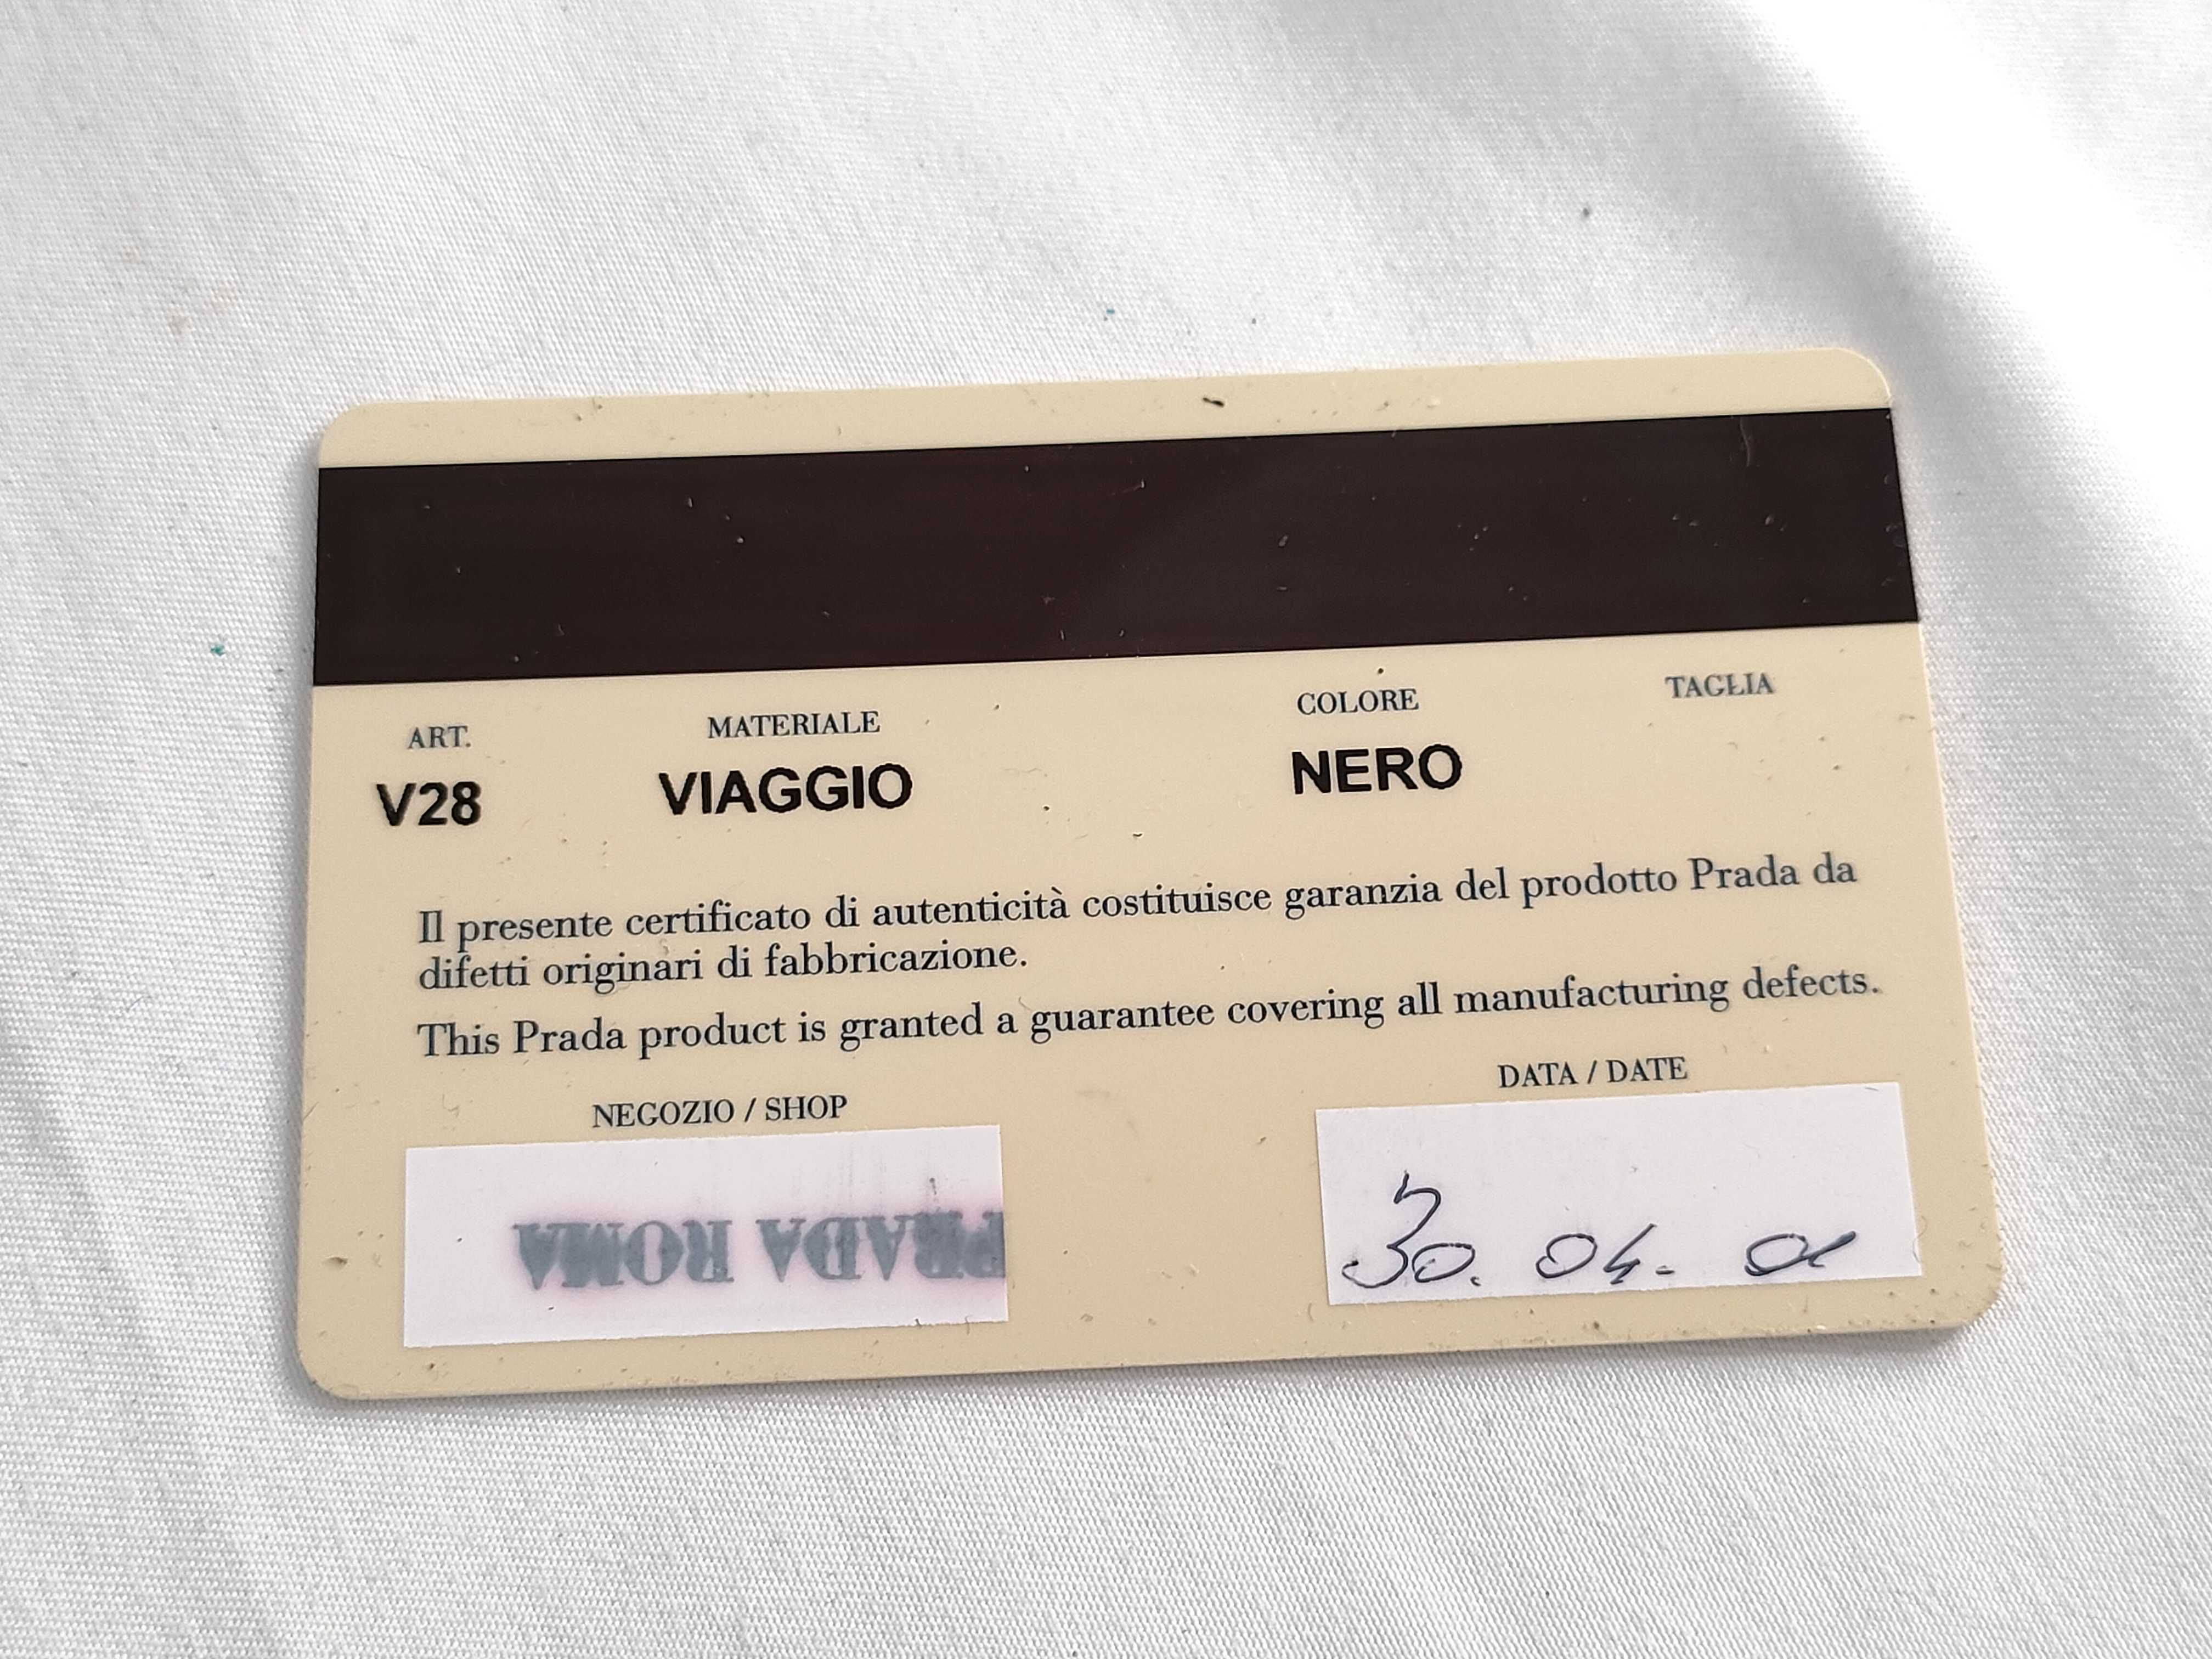 ART. MATERIALE COLORE TAGLIA
V28 VIAGGIO NERO
Il presente certificato di autenticità costituisce garanzia del prodotto Prada da
difetti originari di fabbricazione.
This Prada product is granted a guarantee covering all manufacturing defects.
NEGOZIO / SHOP DATA / DATE
PRADA ROMA 30. 04. 01